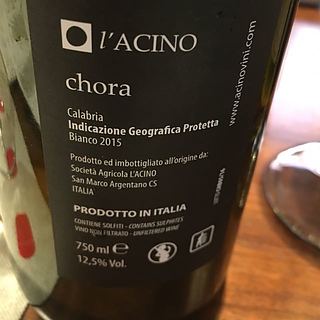 l'ACINO
chora
Calabria
Indicazione Geografica Protetta
Bianco 2015
Prodotto ed imbottigliato all'origine da:
Società Agricola L'ACINO
San Marco Argentano CS
ITALIA
PRODOTTO IN ITALIA
CONTIENE SOLFITI - CONTAINS SULPHITES
VINO NON FILTRATO - UNFILTERED WINE
750 ml e
12,5% Vol.
www.acinovini.com